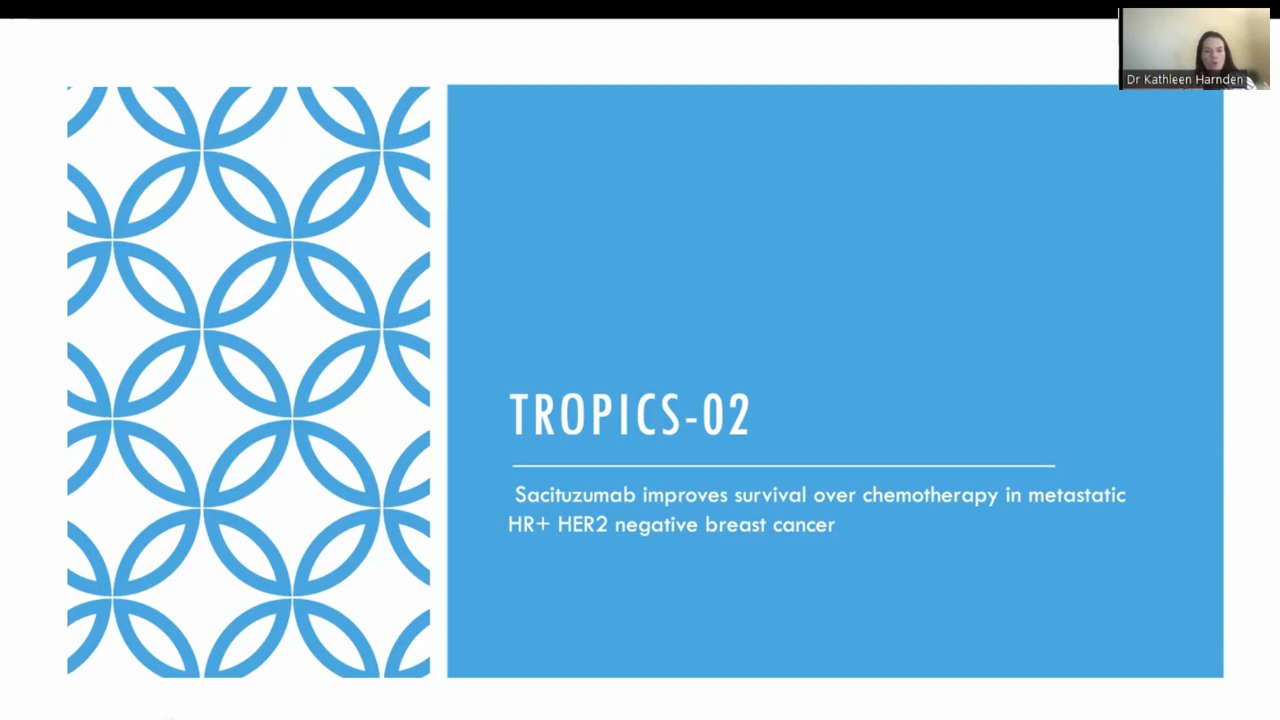 Dr Kathleen Harnden
TROPICS-02
Sacituzumab improves survival over chemotherapy in metastatic
HR+ HER2 negative breast cancer